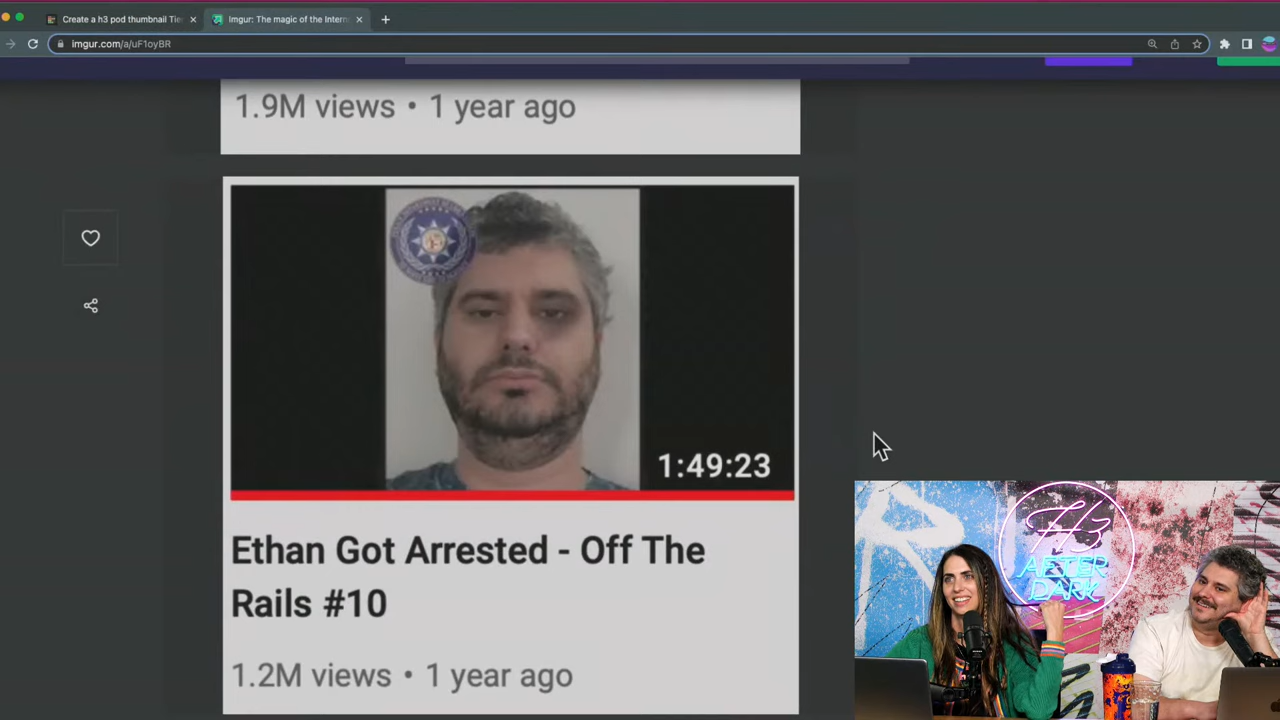 Create a h3 pod thumbnail Tie
Imgur: The magic of the Intern
imgur.com/a/uF1oyBR
1.9M views • 1 year ago
1:49:23
Ethan Got Arrested - Off The
Rails #10
1.2M views • 1 year ago
H3
AFTER
DARK